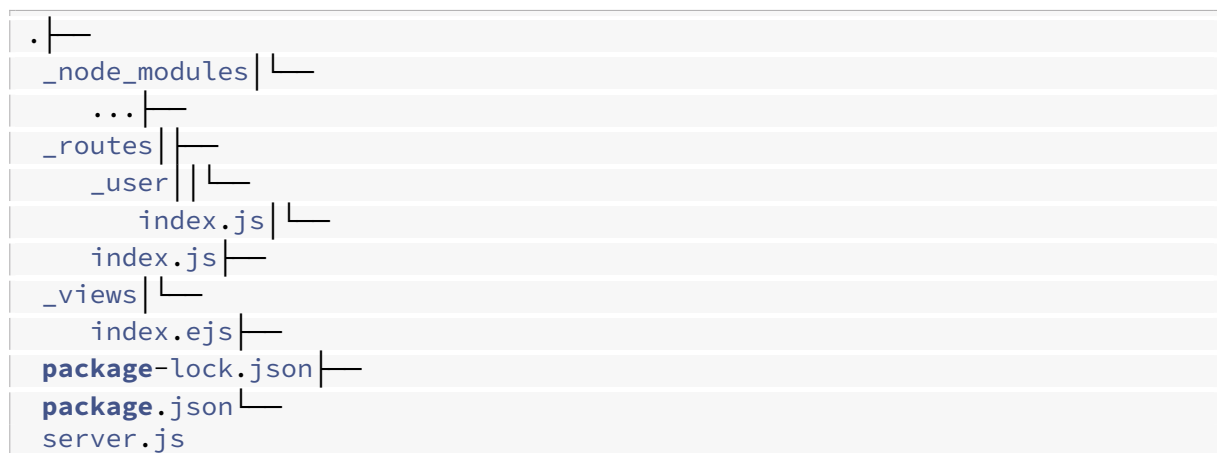 .├──
_node_modules│└──
...├──
_routes│├──
_user││└──
index.js│└──
index.js├──
_views│└──
index.ejs├──
package-lock.json├──
package.json└──
server.js